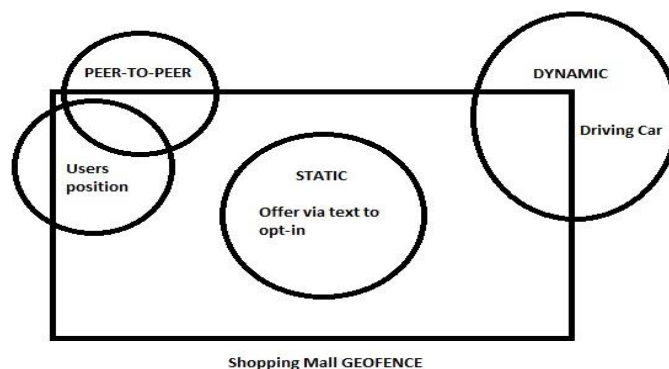 PEER-TO-PEER
DYNAMIC
Driving Car
Users
position
STATIC
Offer via text to
opt-in
Shopping Mall GEOFENCE